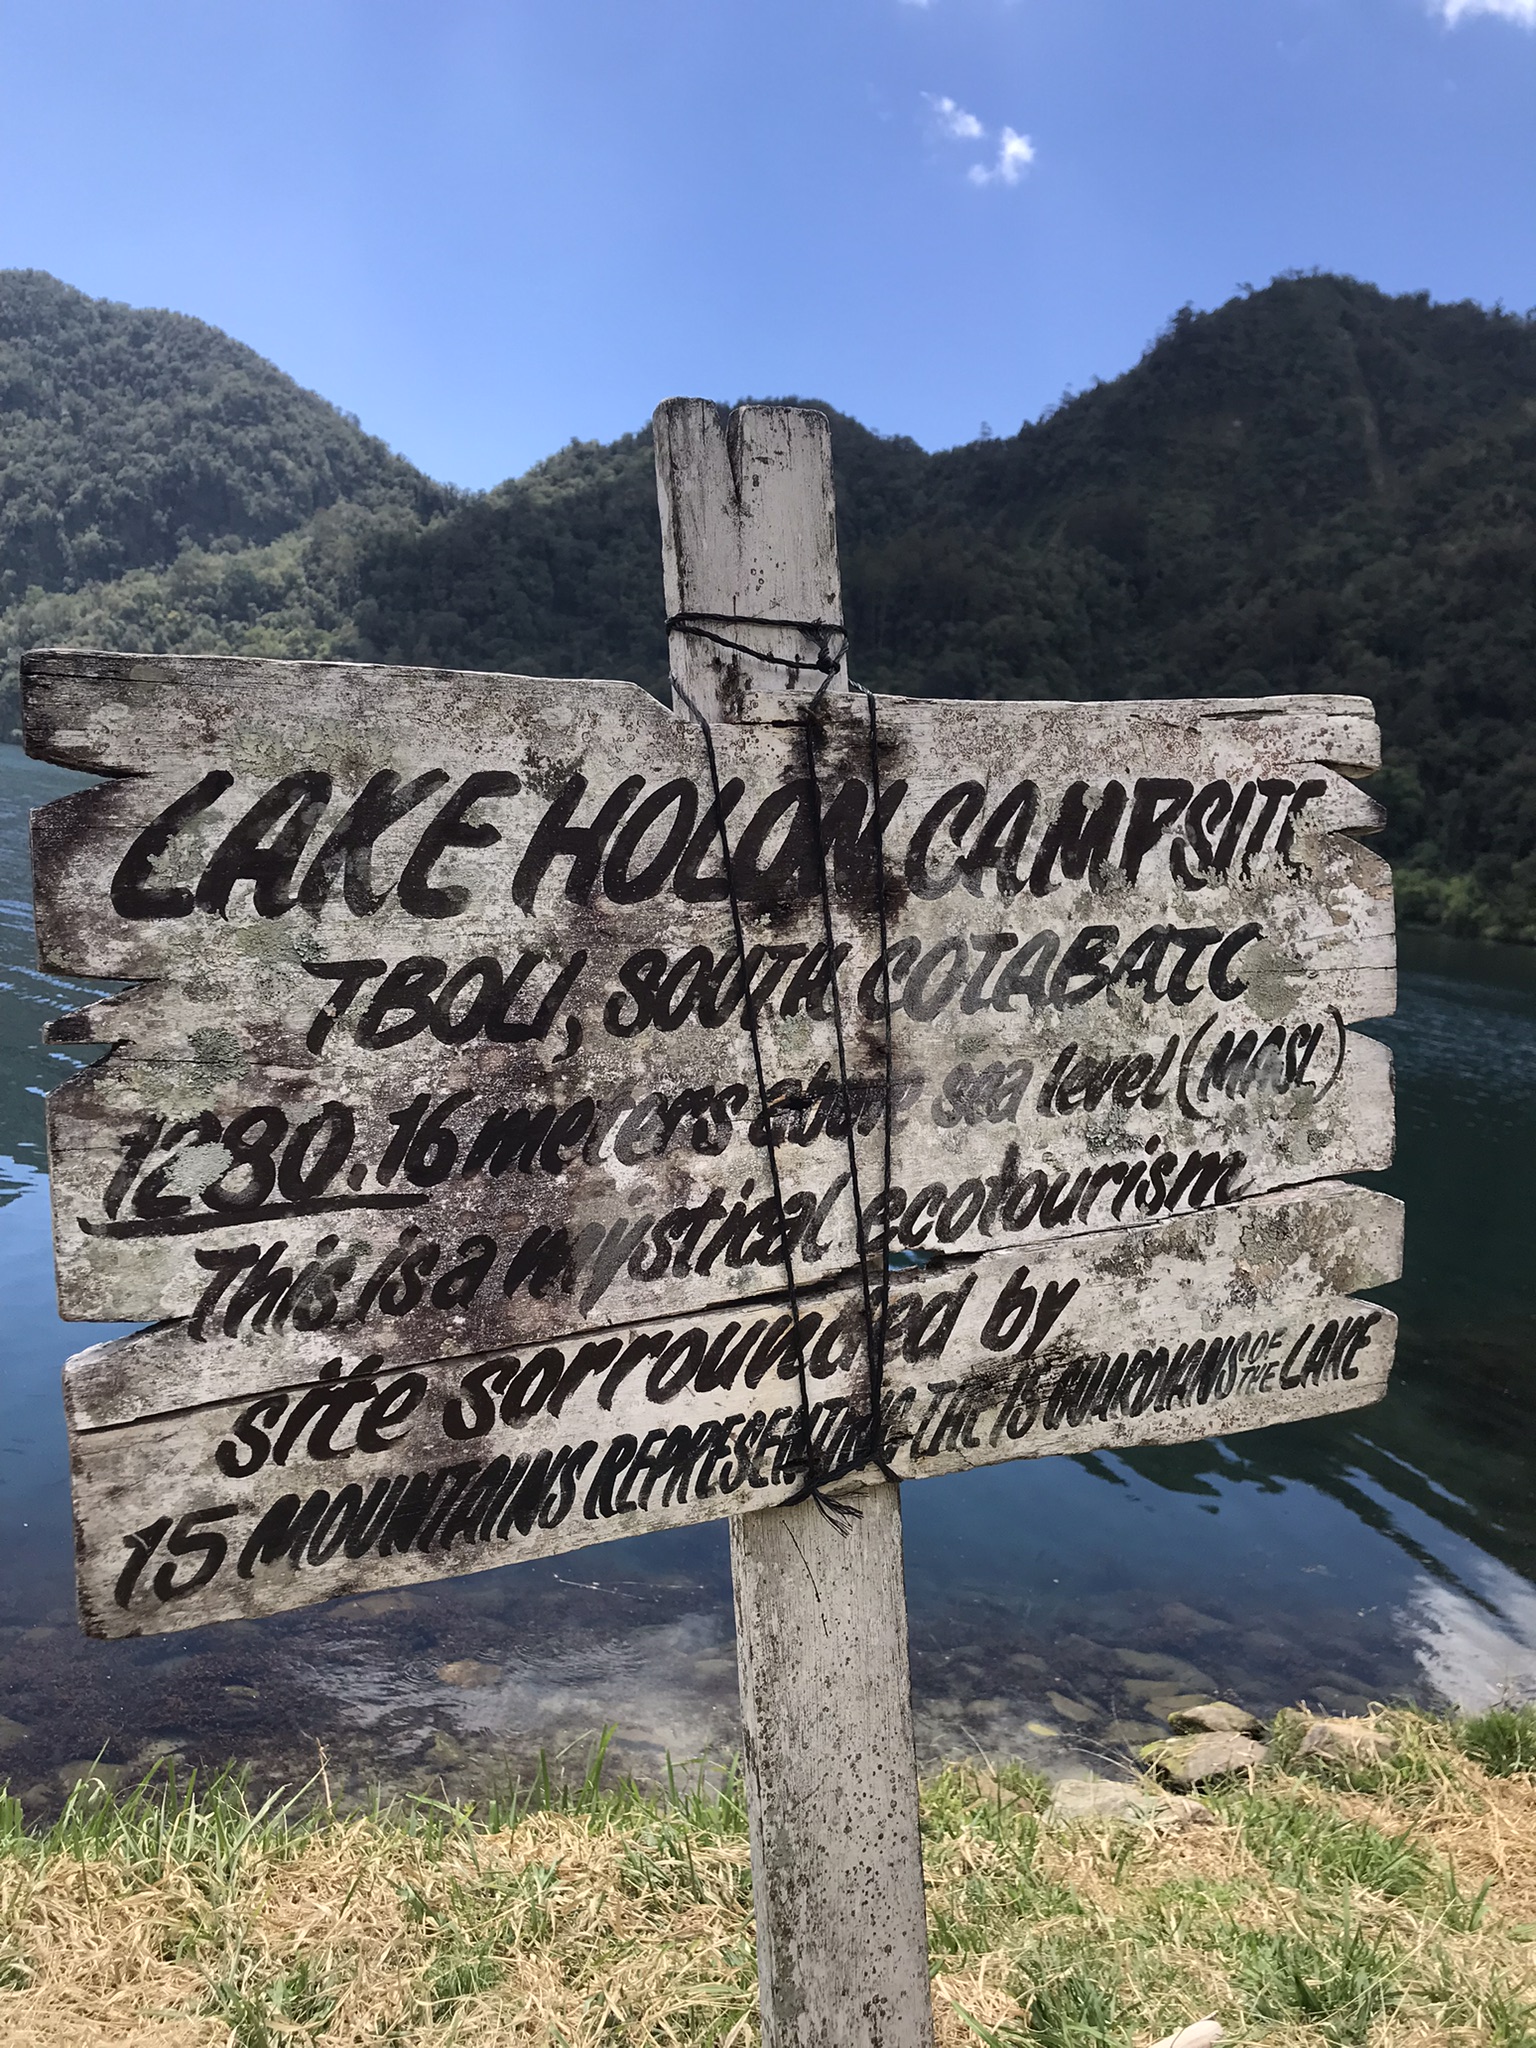 LAKE HOLON CAMPSITE
TBOLI, SOUTH COTABATO
1280.16 meters above sea level (MASL)
This is a mystical ecotourism
site sorrounded by
15 MOUNTAINS REPRESENTING THE 15 GUARDIANS OF THE LAKE